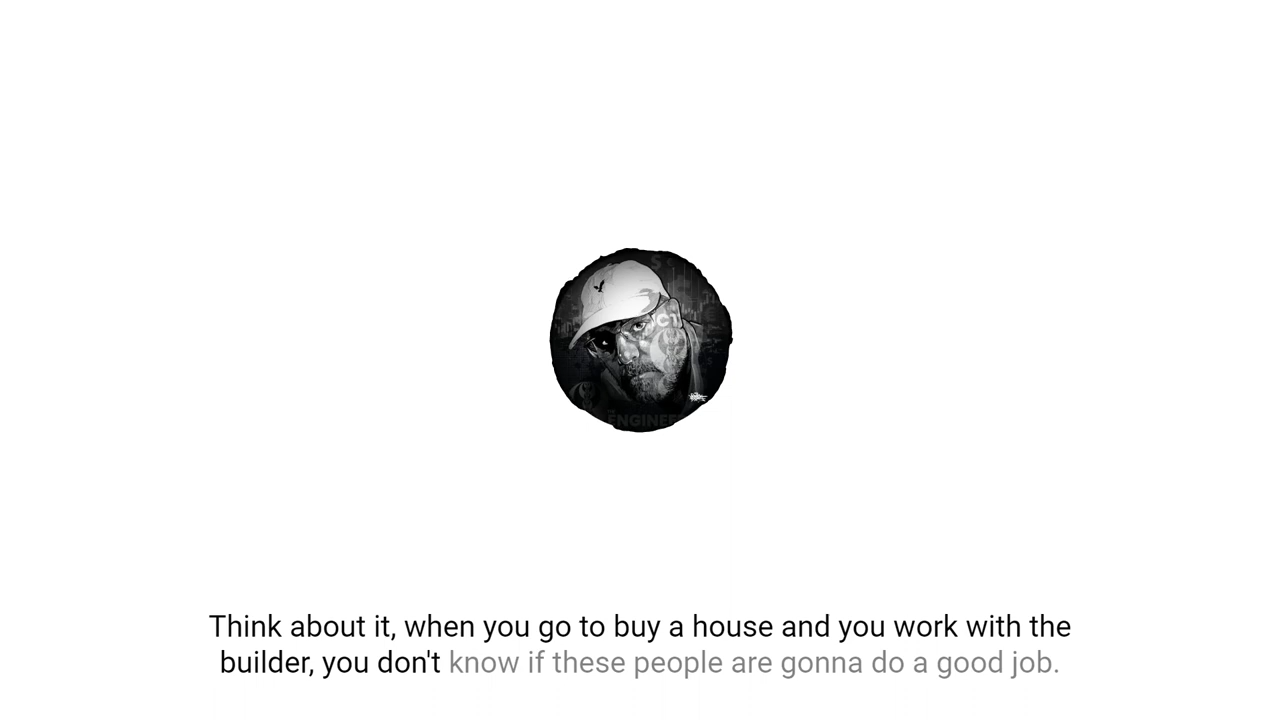 Think about it, when you go to buy a house and you work with the
builder, you don't know if these people are gonna do a good job.